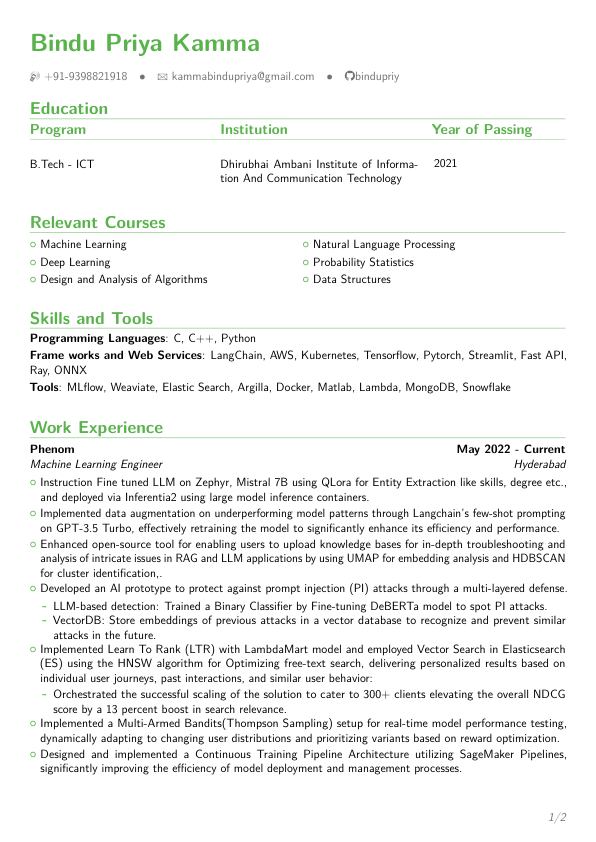 Bindu Priya Kamma
+91-9398821918 • kammabindupriya@gmail.com • bindupriy
Education
Program Institution Year of Passing
B.Tech - ICT Dhirubhai Ambani Institute of Informa- 2021
tion And Communication Technology
Relevant Courses
Machine Learning Natural Language Processing
Deep Learning Probability Statistics
Design and Analysis of Algorithms Data Structures
Skills and Tools
Programming Languages: C, C++, Python
Frame works and Web Services: LangChain, AWS, Kubernetes, Tensorflow, Pytorch, Streamlit, Fast API,
Ray, ONNX
Tools: MLflow, Weaviate, Elastic Search, Argilla, Docker, Matlab, Lambda, MongoDB, Snowflake
Work Experience
Phenom May 2022 - Current
Machine Learning Engineer Hyderabad
Instruction Fine tuned LLM on Zephyr, Mistral 7B using QLora for Entity Extraction like skills, degree etc.,
and deployed via Inferentia2 using large model inference containers.
Implemented data augmentation on underperforming model patterns through Langchain's few-shot prompting
on GPT-3.5 Turbo, effectively retraining the model to significantly enhance its efficiency and performance.
Enhanced open-source tool for enabling users to upload knowledge bases for in-depth troubleshooting and
analysis of intricate issues in RAG and LLM applications by using UMAP for embedding analysis and HDBSCAN
for cluster identification,.
Developed an AI prototype to protect against prompt injection (PI) attacks through a multi-layered defense.
– LLM-based detection: Trained a Binary Classifier by Fine-tuning DeBERTa model to spot PI attacks.
– VectorDB: Store embeddings of previous attacks in a vector database to recognize and prevent similar
attacks in the future.
Implemented Learn To Rank (LTR) with LambdaMart model and employed Vector Search in Elasticsearch
(ES) using the HNSW algorithm for Optimizing free-text search, delivering personalized results based on
individual user journeys, past interactions, and similar user behavior:
– Orchestrated the successful scaling of the solution to cater to 300+ clients elevating the overall NDCG
score by a 13 percent boost in search relevance.
Implemented a Multi-Armed Bandits(Thompson Sampling) setup for real-time model performance testing,
dynamically adapting to changing user distributions and prioritizing variants based on reward optimization.
Designed and implemented a Continuous Training Pipeline Architecture utilizing SageMaker Pipelines,
significantly improving the efficiency of model deployment and management processes.
1/2